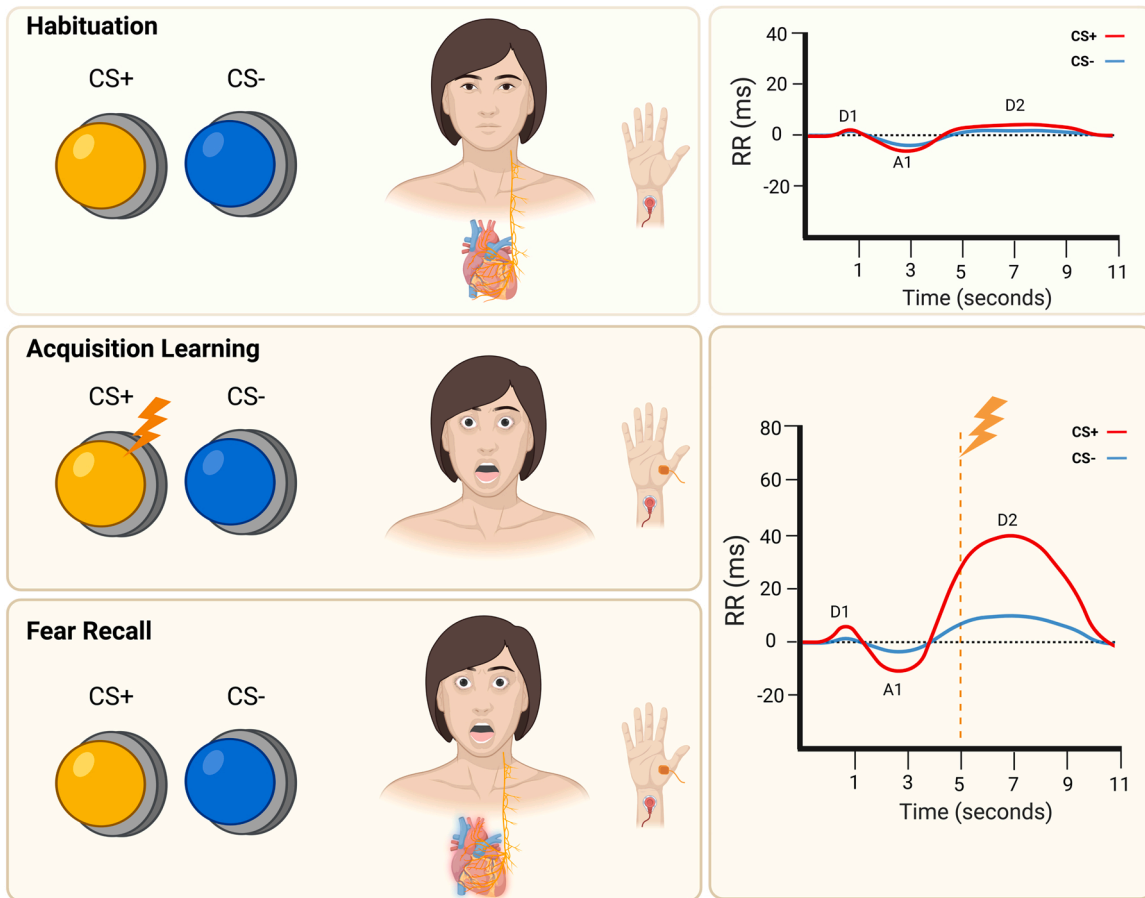 Habituation
CS+ CS-
40
20
0
-20
RR (ms)
CS+
CS-
D1
A1
D2
1 3 5 7 9 11
Time (seconds)
Acquisition Learning
CS+ CS-
Fear Recall
CS+ CS-
80
60
40
20
0
-20
RR (ms)
CS+
CS-
D1
A1
D2
1 3 5 7 9 11
Time (seconds)